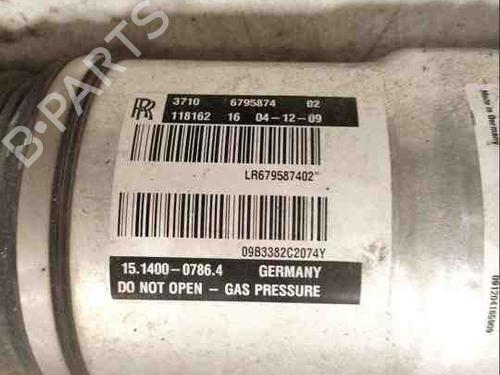 RR
3710 6795874 02
118162 16 04-12-09
LR679587402"
09B3382C2074Y
15.1400-0786.4 GERMANY
DO NOT OPEN - GAS PRESSURE
Made in Germany
B-PARTS